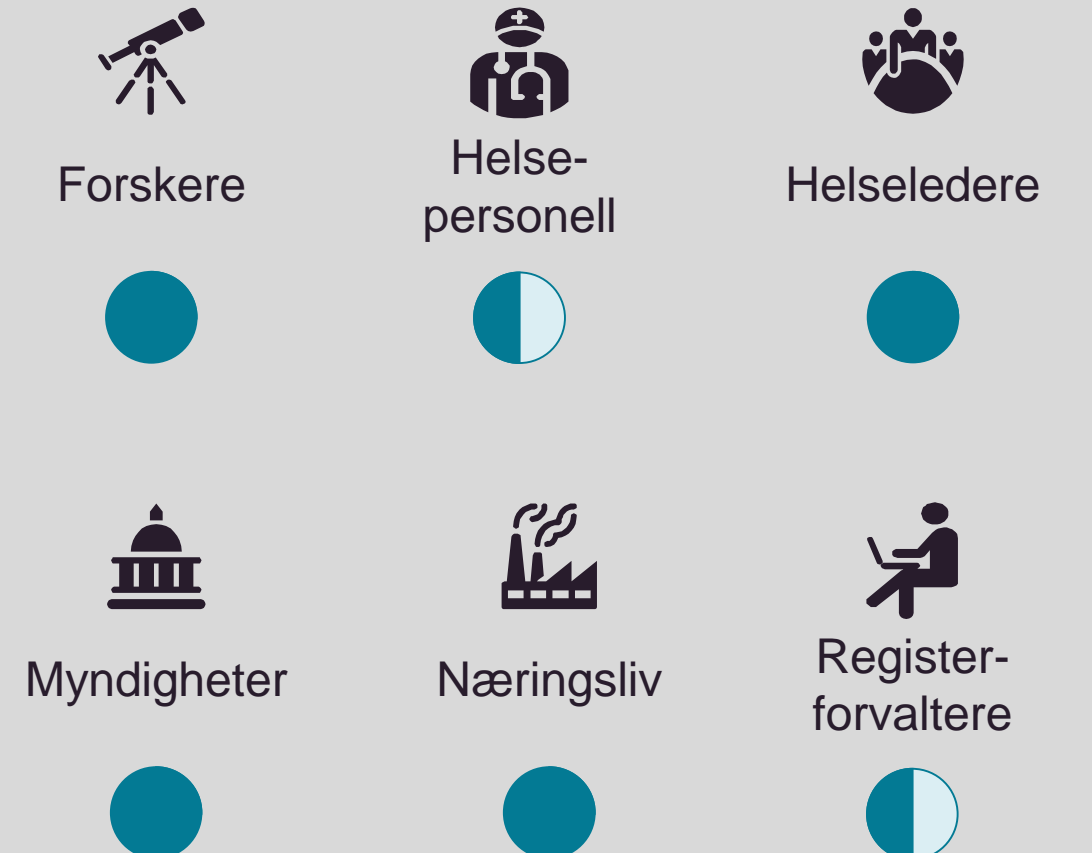 Forskere
Helse-
personell
Helseledere
Myndigheter
Næringsliv
Register-
forvaltere